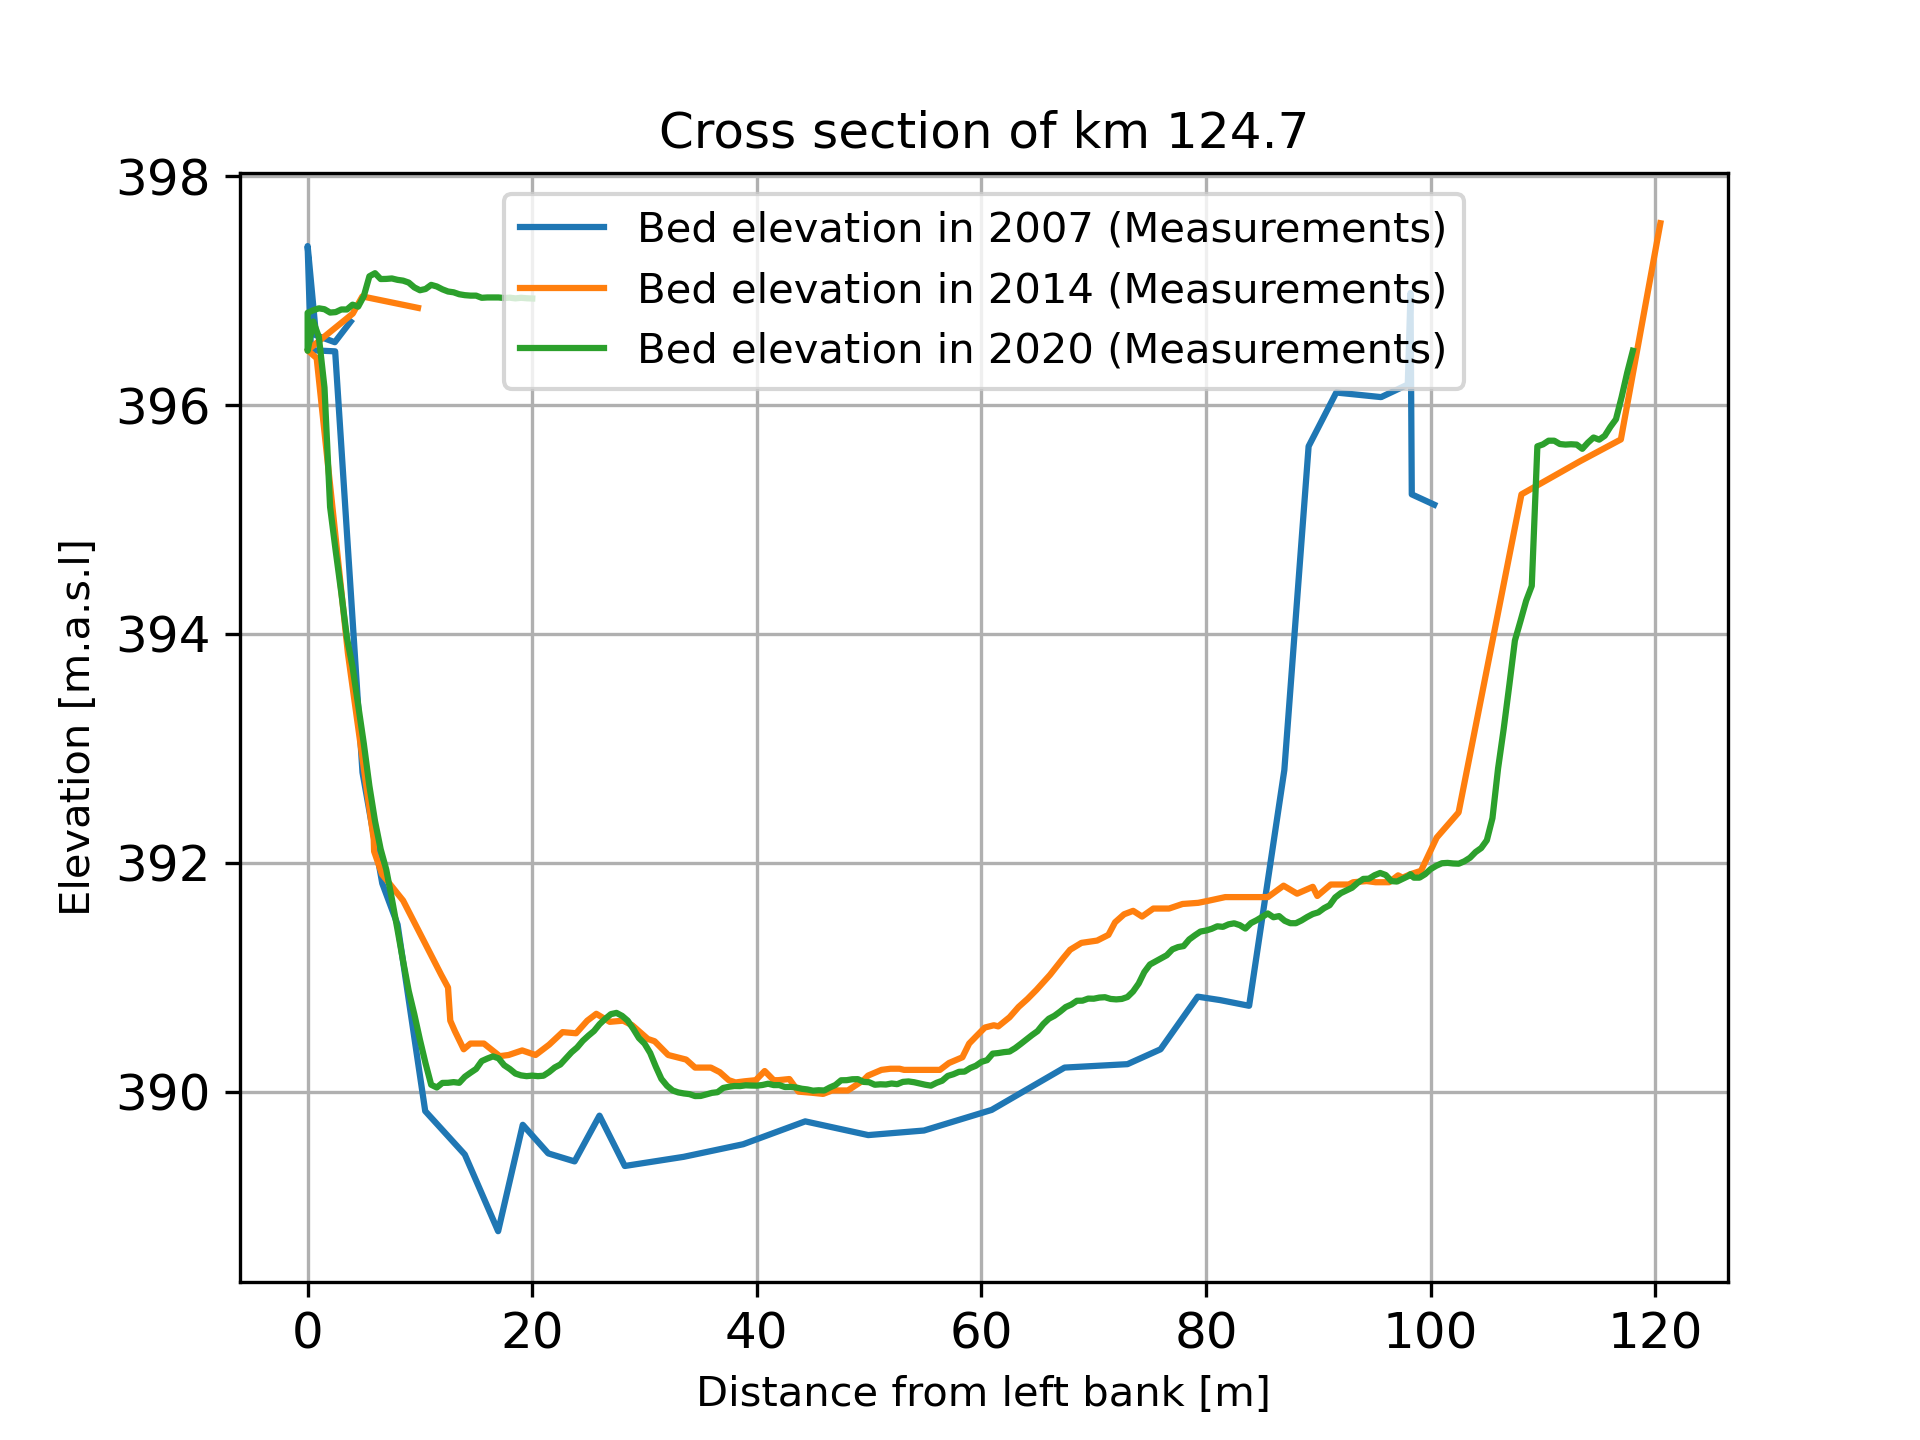 Cross section of km 124.7
Bed elevation in 2007 (Measurements)
Bed elevation in 2014 (Measurements)
Bed elevation in 2020 (Measurements)
Elevation [m.a.s.l]
398
396
394
392
390
0 20 40 60 80 100 120
Distance from left bank [m]